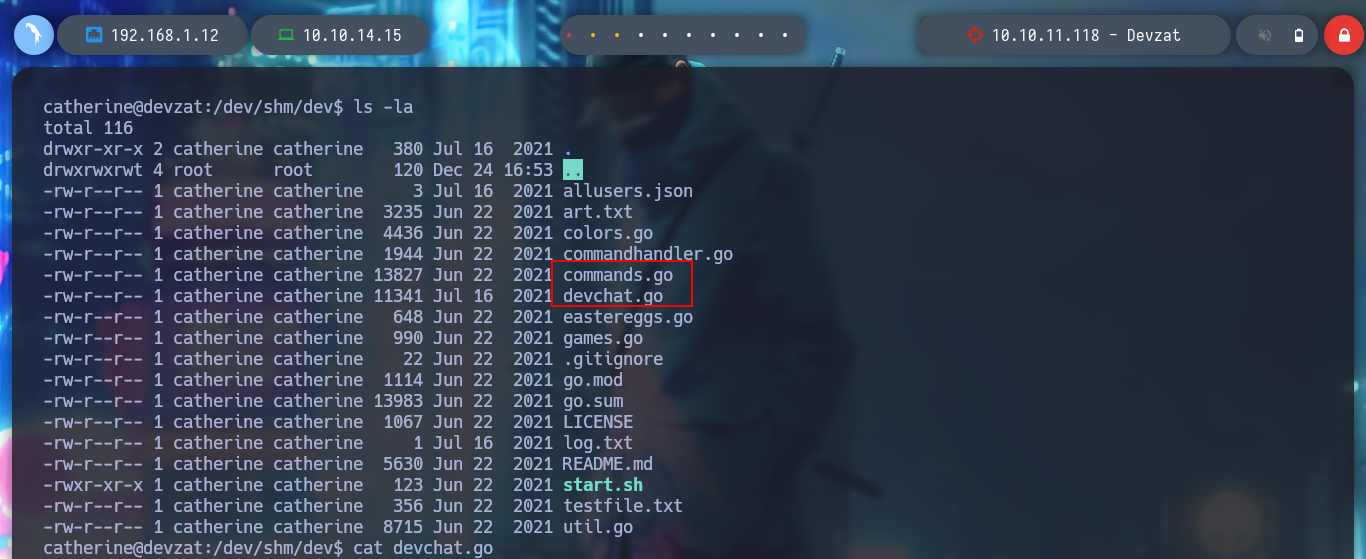 192.168.1.12 10.10.14.15 10.10.11.118 - Devzat
catherine@devzat:/dev/shm/dev$ ls -la
total 116
drwxr-xr-x 2 catherine catherine   380 Jul 16  2021 .
drwxrwxrwt 4 root      root        120 Dec 24 16:53 ..
-rw-r--r-- 1 catherine catherine     3 Jul 16  2021 allusers.json
-rw-r--r-- 1 catherine catherine  3235 Jun 22  2021 art.txt
-rw-r--r-- 1 catherine catherine  4436 Jun 22  2021 colors.go
-rw-r--r-- 1 catherine catherine  1944 Jun 22  2021 commandhandler.go
-rw-r--r-- 1 catherine catherine 13827 Jun 22  2021 commands.go
-rw-r--r-- 1 catherine catherine 11341 Jul 16  2021 devchat.go
-rw-r--r-- 1 catherine catherine   648 Jun 22  2021 eastereggs.go
-rw-r--r-- 1 catherine catherine   990 Jun 22  2021 games.go
-rw-r--r-- 1 catherine catherine    22 Jun 22  2021 .gitignore
-rw-r--r-- 1 catherine catherine  1114 Jun 22  2021 go.mod
-rw-r--r-- 1 catherine catherine 13983 Jun 22  2021 go.sum
-rw-r--r-- 1 catherine catherine  1067 Jun 22  2021 LICENSE
-rw-r--r-- 1 catherine catherine     1 Jul 16  2021 log.txt
-rw-r--r-- 1 catherine catherine  5630 Jun 22  2021 README.md
-rwxr-xr-x 1 catherine catherine   123 Jun 22  2021 start.sh
-rw-r--r-- 1 catherine catherine   356 Jun 22  2021 testfile.txt
-rw-r--r-- 1 catherine catherine  8715 Jun 22  2021 util.go
catherine@devzat:/dev/shm/dev$ cat devchat.go